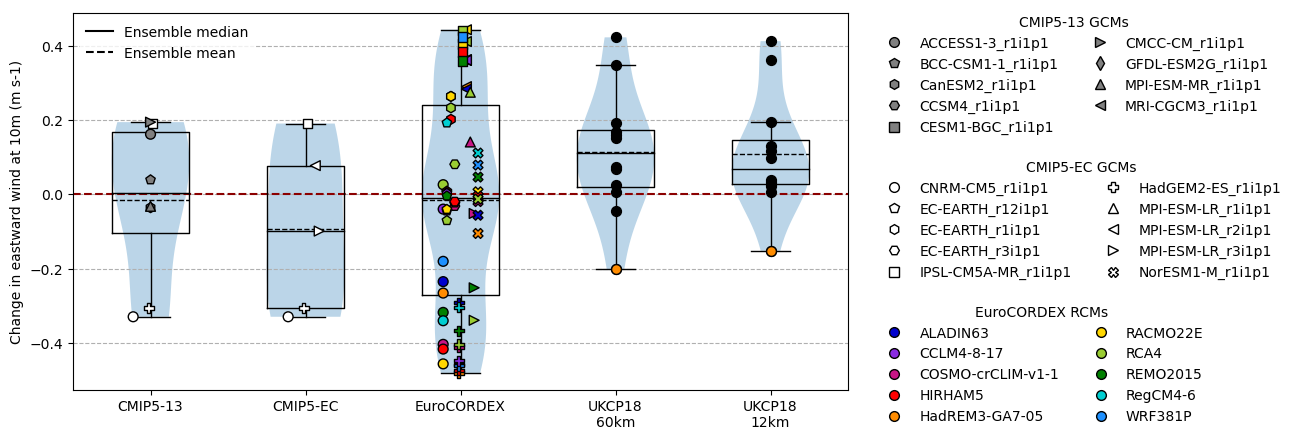 Ensemble median
Ensemble mean
Change in eastward wind at 10m (m s-1)
0.4
0.2
0.0
−0.2
−0.4
CMIP5-13
CMIP5-EC
EuroCORDEX
UKCP18
60km
UKCP18
12km
CMIP5-13 GCMs
ACCESS1-3_r1i1p1
BCC-CSM1-1_r1i1p1
CanESM2_r1i1p1
CCSM4_r1i1p1
CESM1-BGC_r1i1p1
CMCC-CM_r1i1p1
GFDL-ESM2G_r1i1p1
MPI-ESM-MR_r1i1p1
MRI-CGCM3_r1i1p1
CMIP5-EC GCMs
CNRM-CM5_r1i1p1
EC-EARTH_r12i1p1
EC-EARTH_r1i1p1
EC-EARTH_r3i1p1
IPSL-CM5A-MR_r1i1p1
HadGEM2-ES_r1i1p1
MPI-ESM-LR_r1i1p1
MPI-ESM-LR_r2i1p1
MPI-ESM-LR_r3i1p1
NorESM1-M_r1i1p1
EuroCORDEX RCMs
ALADIN63
CCLM4-8-17
COSMO-crCLIM-v1-1
HIRHAM5
HadREM3-GA7-05
RACMO22E
RCA4
REMO2015
RegCM4-6
WRF381P